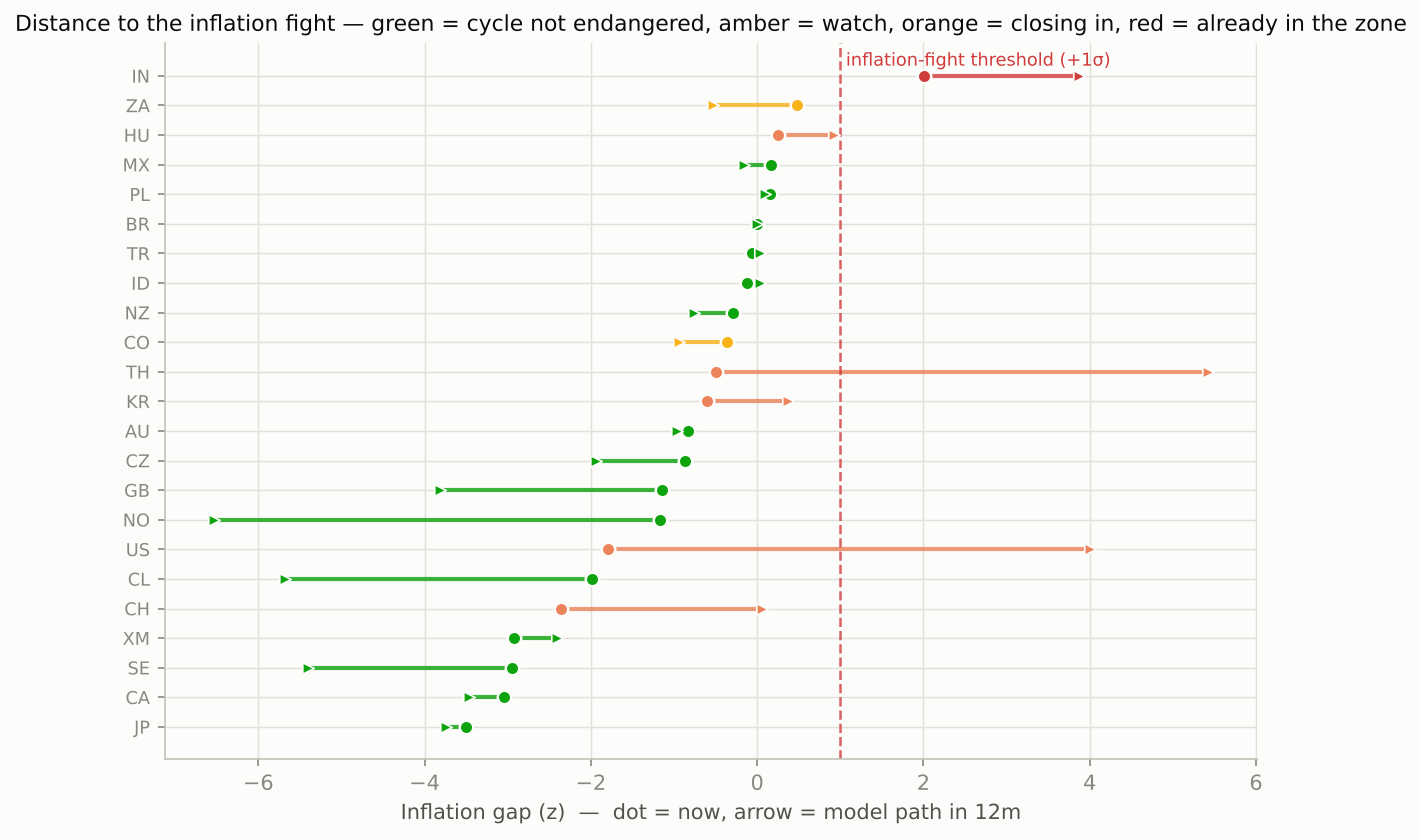 Distance to the inflation fight — green = cycle not endangered, amber = watch, orange = closing in, red = already in the zone
inflation-fight threshold (+1σ)
IN
ZA
HU
MX
PL
BR
TR
ID
NZ
CO
TH
KR
AU
CZ
GB
NO
US
CL
CH
XM
SE
CA
JP
−6
−4
−2
0
2
4
6
Inflation gap (z) — dot = now, arrow = model path in 12m